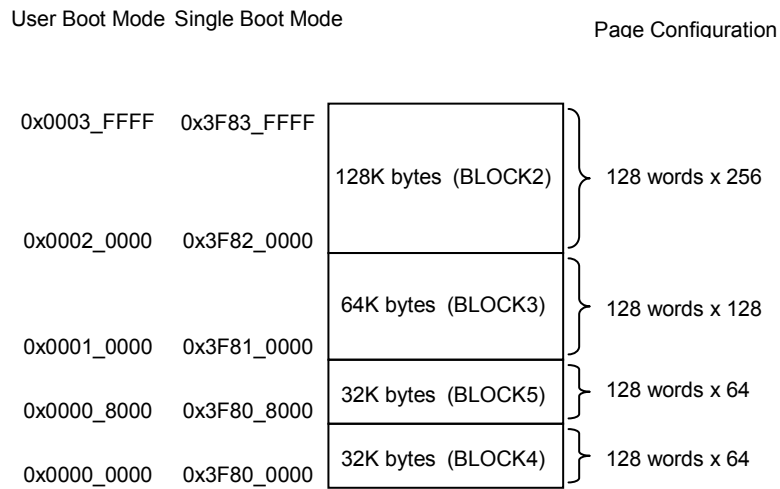 User Boot Mode Single Boot Mode Page Configuration
0x0003_FFFF 0x3F83_FFFF
128K bytes (BLOCK2) 128 words x 256
0x0002_0000 0x3F82_0000
64K bytes (BLOCK3) 128 words x 128
0x0001_0000 0x3F81_0000
32K bytes (BLOCK5) 128 words x 64
0x0000_8000 0x3F80_8000
32K bytes (BLOCK4) 128 words x 64
0x0000_0000 0x3F80_0000